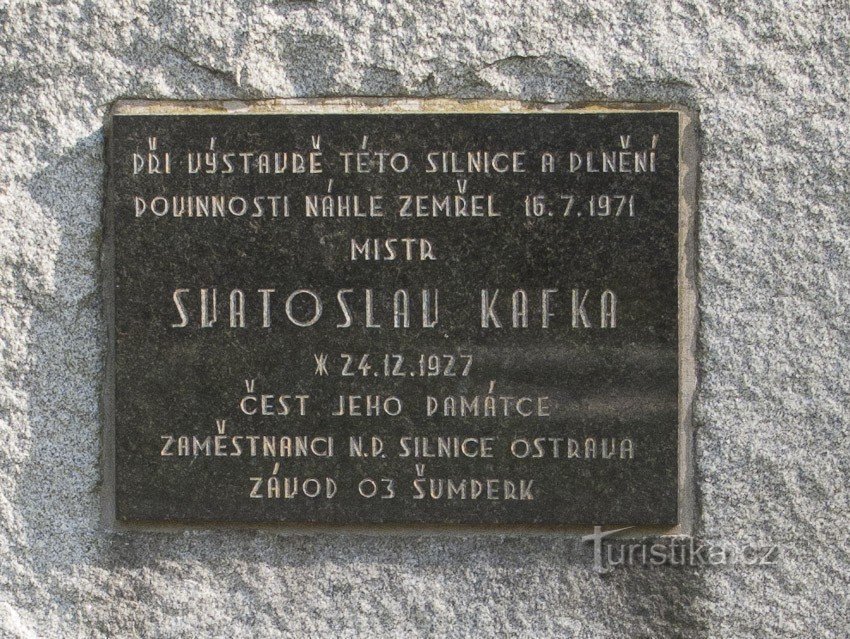 PŘI VÝSTAVBĚ TÉTO SILNICE A PLNĚNÍ
POVINNOSTI NÁHLE ZEMŘEL 16.7.1971
MISTR
SVATOSLAV KAFKA
* 24.12.1927
ČEST JEHO PAMÁTCE
ZAMĚSTNANCI N.P. SILNICE OSTRAVA
ZÁVOD 03 ŠUMPERK
Turistika.cz